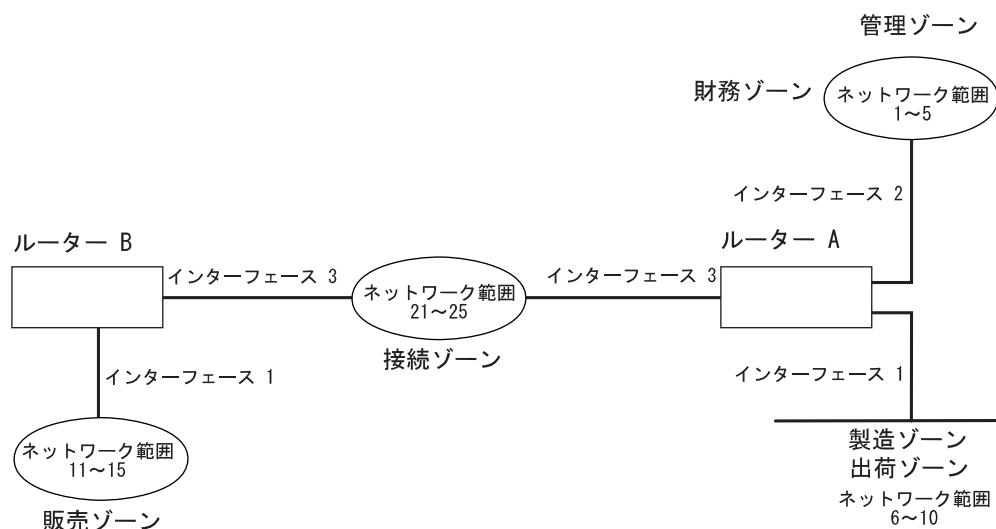 管理ゾーン
財務ゾーン
ネットワーク範囲
1〜5
インターフェース 2
ルーター B
ルーター A
インターフェース 3
ネットワーク範囲
21〜25
インターフェース 3
接続ゾーン
インターフェース 1
インターフェース 1
ネットワーク範囲
11〜15
販売ゾーン
製造ゾーン
出荷ゾーン
ネットワーク範囲
6〜10